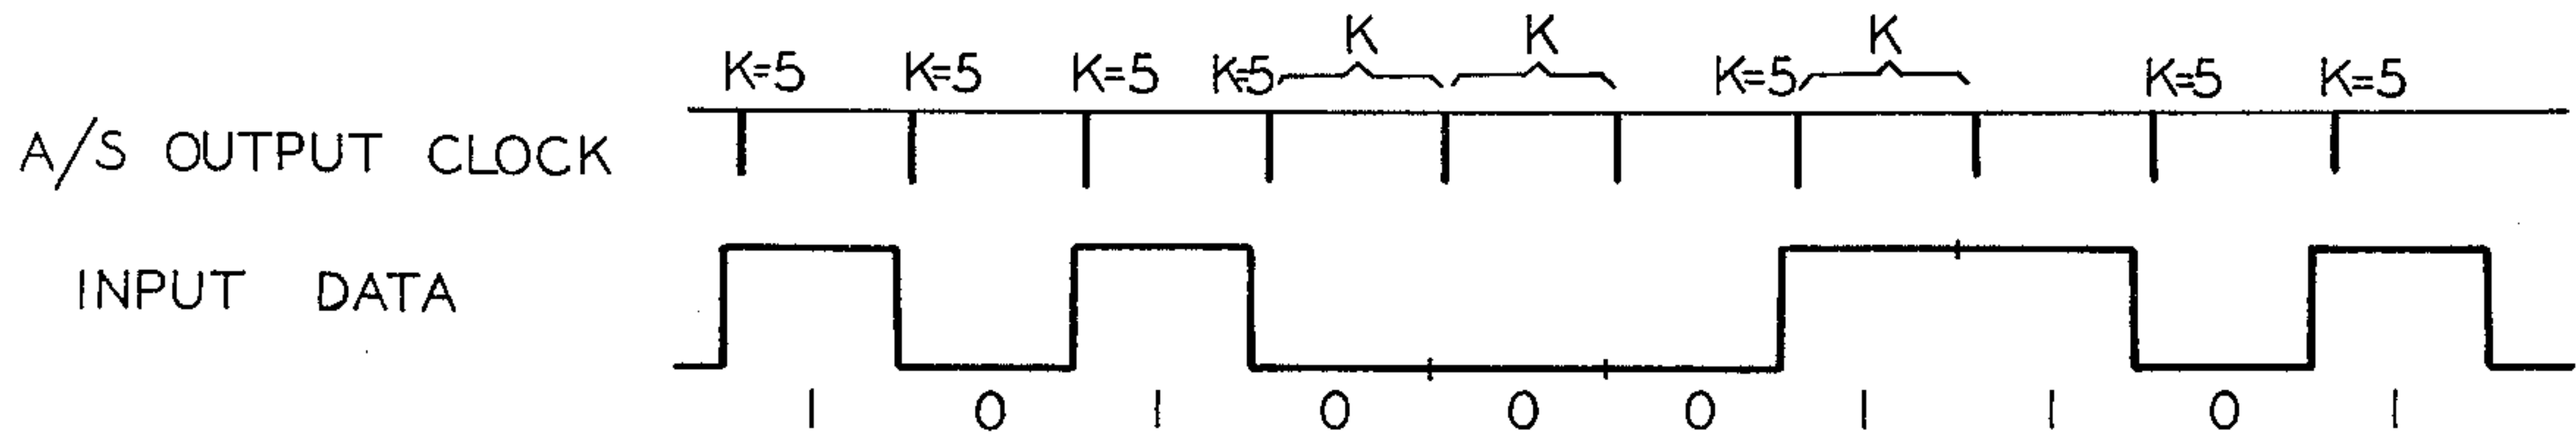 K=5 K=5 K=5 K=5 K K K=5 K K=5 K=5
A/S OUTPUT CLOCK
INPUT DATA
1 0 1 0 0 0 1 1 0 1